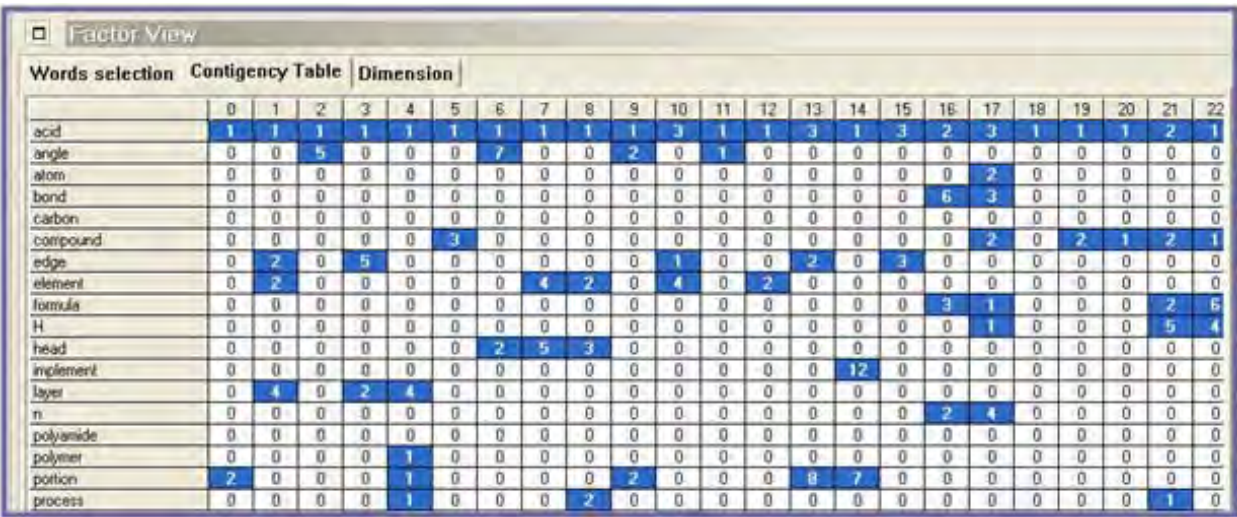 Factor View
Words selection Contigency Table Dimension
0 1 2 3 4 5 6 7 8 9 10 11 12 13 14 15 16 17 18 19 20 21 22
acid 1 1 1 1 1 1 1 1 1 1 3 1 1 3 1 3 2 3 1 1 1 2 1
angle 0 0 5 0 0 0 7 0 0 2 0 1 0 0 0 0 0 0 0 0 0 0 0
atom 0 0 0 0 0 0 0 0 0 0 0 0 0 0 0 0 0 2 0 0 0 0 0
bond 0 0 0 0 0 0 0 0 0 0 0 0 0 0 0 0 6 3 0 0 0 0 0
carbon 0 0 0 0 0 0 0 0 0 0 0 0 0 0 0 0 0 0 0 0 0 0 0
compound 0 0 0 0 0 3 0 0 0 0 0 0 0 0 0 0 0 2 0 2 1 2 1
edge 0 2 0 5 0 0 0 0 0 0 1 0 0 2 0 3 0 0 0 0 0 0 0
element 0 2 0 0 0 0 0 4 2 0 4 0 2 0 0 0 0 0 0 0 0 0 0
formula 0 0 0 0 0 0 0 0 0 0 0 0 0 0 0 0 3 1 0 0 0 2 6
H 0 0 0 0 0 0 0 0 0 0 0 0 0 0 0 0 0 1 0 0 0 5 4
head 0 0 0 0 0 0 2 5 3 0 0 0 0 0 0 0 0 0 0 0 0 0 0
implement 0 0 0 0 0 0 0 0 0 0 0 0 0 0 12 0 0 0 0 0 0 0 0
layer 0 4 0 2 4 0 0 0 0 0 0 0 0 0 0 0 0 0 0 0 0 0 0
n 0 0 0 0 0 0 0 0 0 0 0 0 0 0 0 0 2 4 0 0 0 0 0
polyamide 0 0 0 0 0 0 0 0 0 0 0 0 0 0 0 0 0 0 0 0 0 0 0
polymer 0 0 0 0 1 0 0 0 0 0 0 0 0 0 0 0 0 0 0 0 0 0 0
portion 2 0 0 0 1 0 0 0 0 2 0 0 0 8 7 0 0 0 0 0 0 0 0
process 0 0 0 0 1 0 0 0 2 0 0 0 0 0 0 0 0 0 0 0 0 1 0